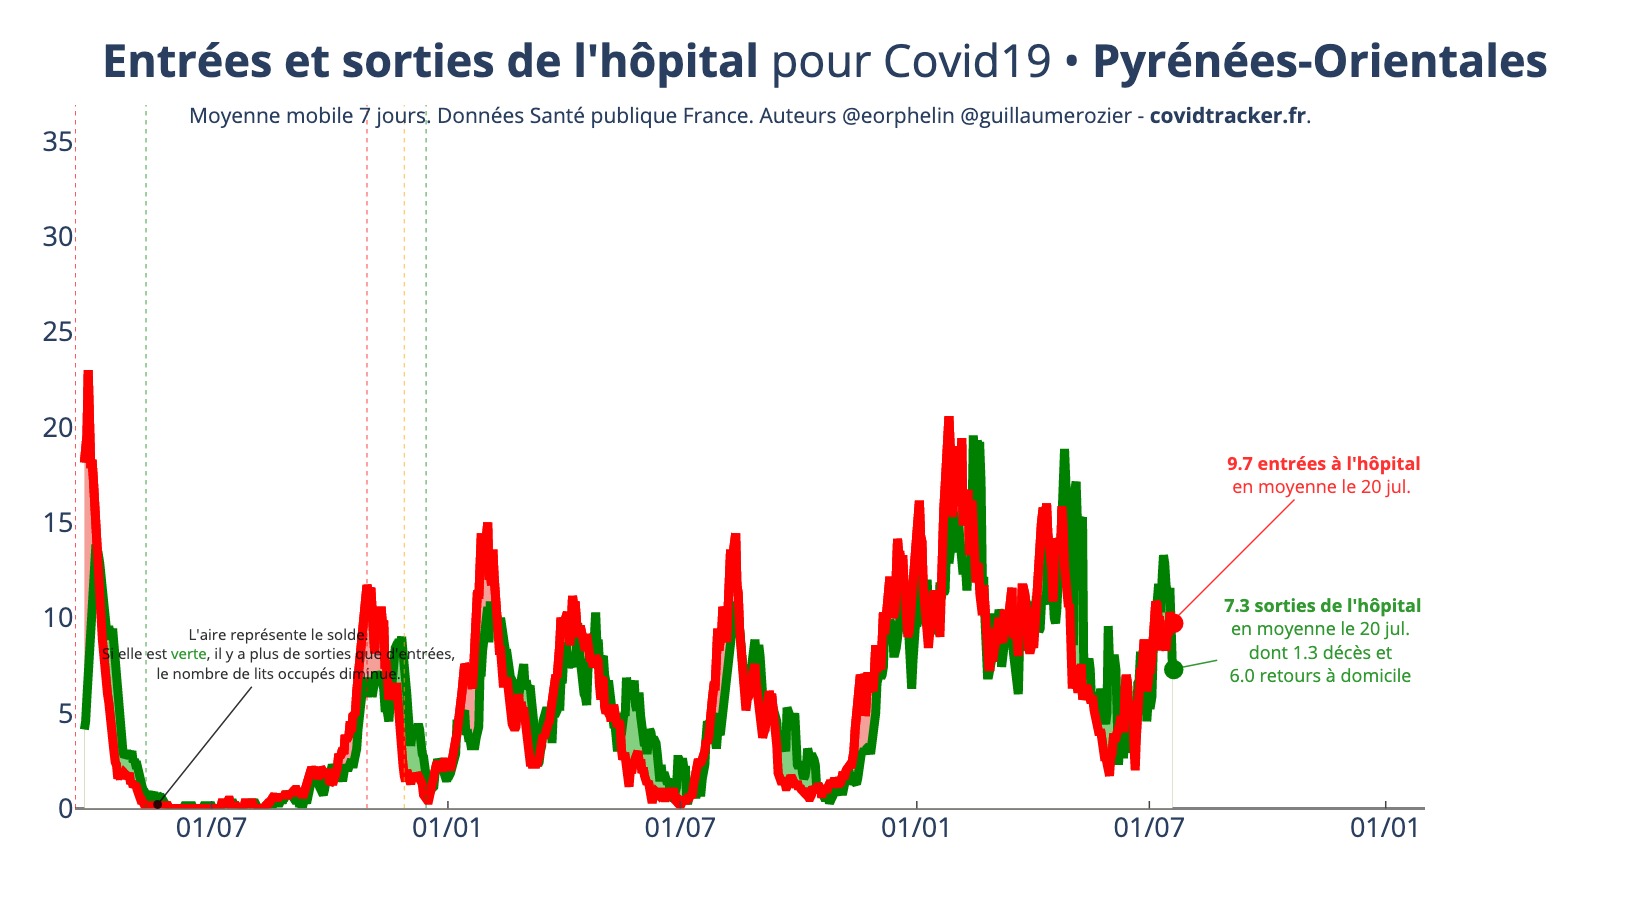 Entrées et sorties de l'hôpital pour Covid19 • Pyrénées-Orientales
Moyenne mobile 7 jours. Données Santé publique France. Auteurs @eorphelin @guillaumerozier - covidtracker.fr.
35
30
25
20
15
10
5
0
9.7 entrées à l'hôpital
en moyenne le 20 jul.
7.3 sorties de l'hôpital
en moyenne le 20 jul.
dont 1.3 décès et
6.0 retours à domicile
L'aire représente le solde.
Si elle est verte, il y a plus de sorties que d'entrées,
le nombre de lits occupés diminue.
01/07
01/01
01/07
01/01
01/07
01/01